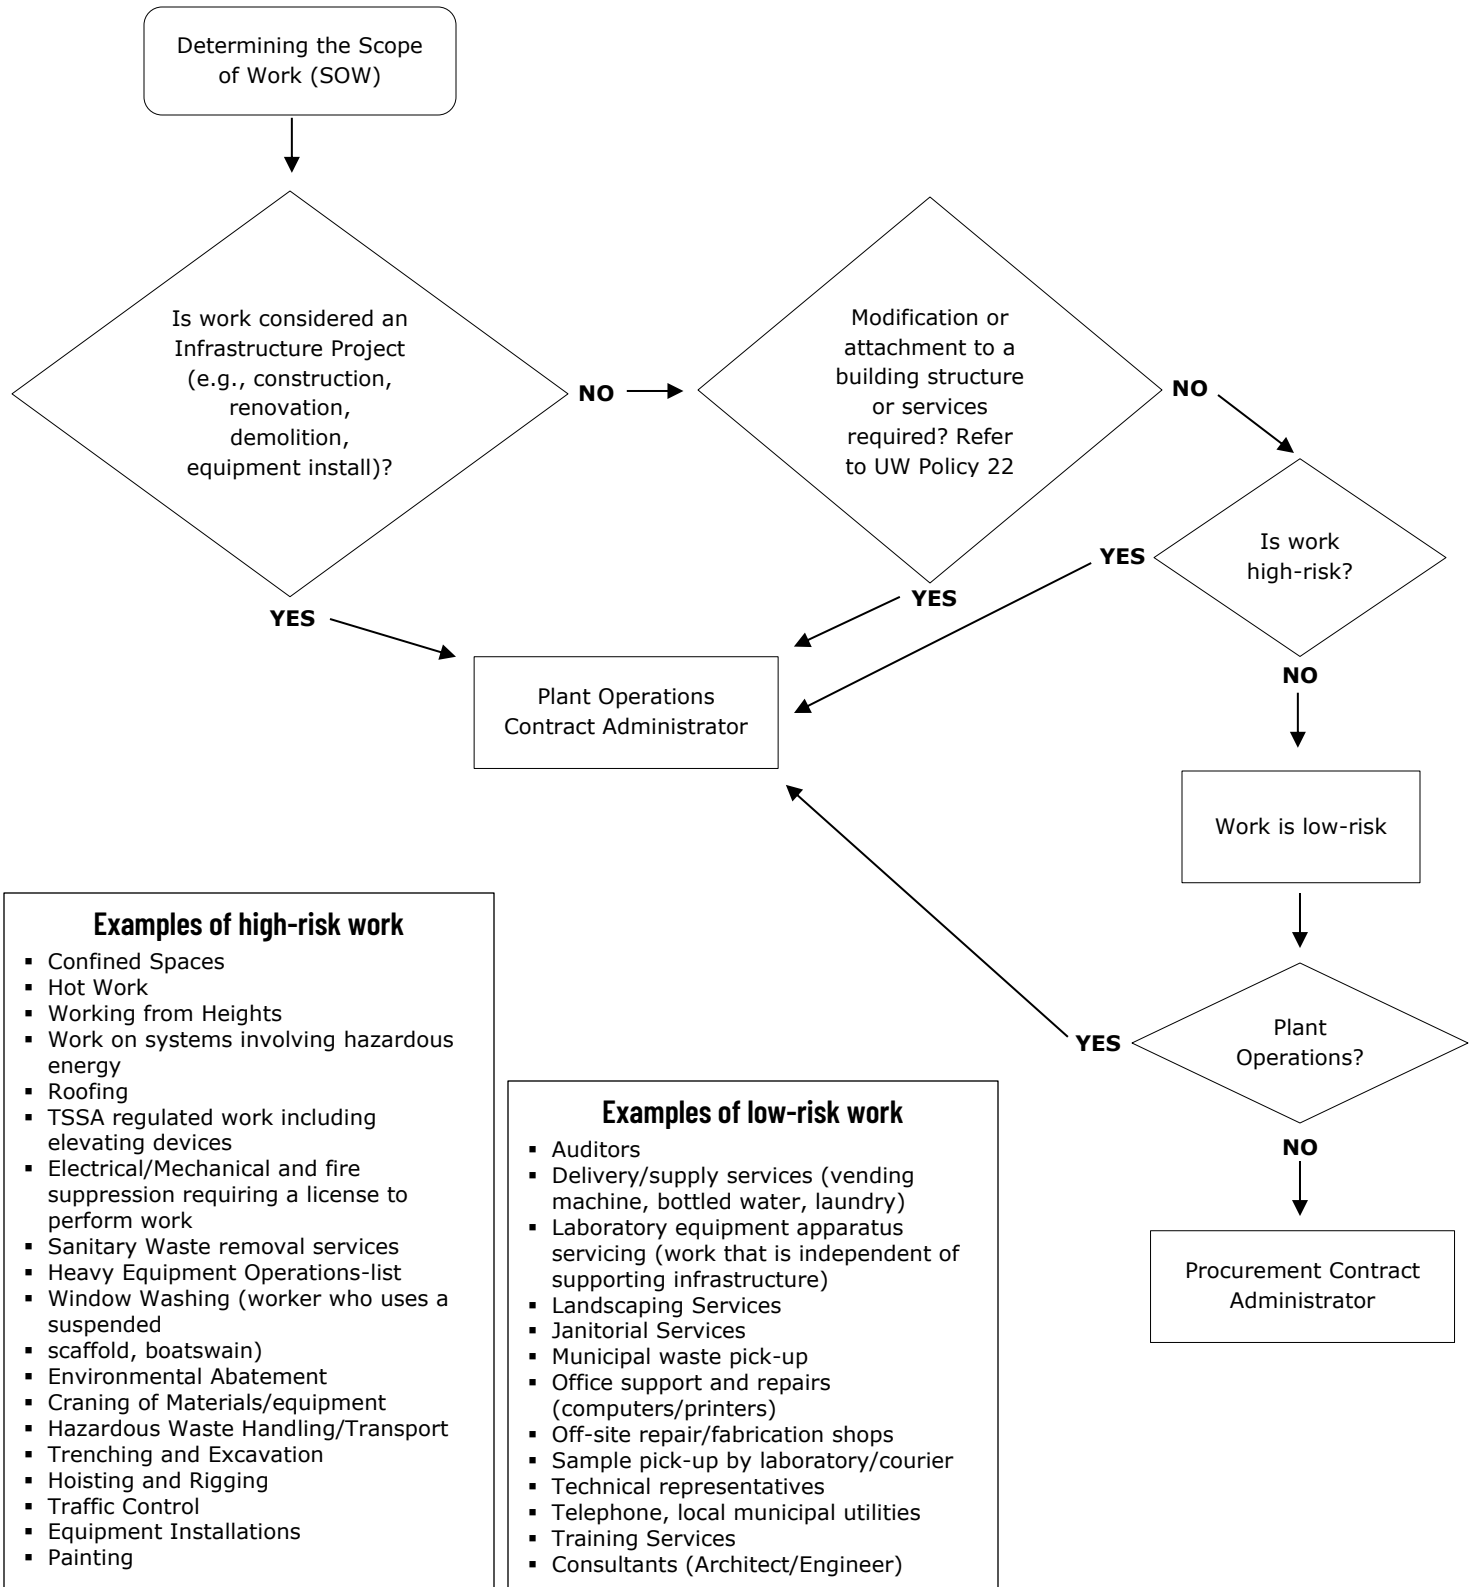 Determining the Scope
of Work (SOW)
Is work considered an
Infrastructure Project
(e.g., construction,
renovation,
demolition,
equipment install)?
NO
YES
Modification or
attachment to a
building structure
or services
required? Refer
to UW Policy 22
NO
YES
Is work
high-risk?
YES
NO
Plant Operations
Contract Administrator
Work is low-risk
Plant
Operations?
YES
NO
Procurement Contract
Administrator
Examples of high-risk work
▪ Confined Spaces
▪ Hot Work
▪ Working from Heights
▪ Work on systems involving hazardous
energy
▪ Roofing
▪ TSSA regulated work including
elevating devices
▪ Electrical/Mechanical and fire
suppression requiring a license to
perform work
▪ Sanitary Waste removal services
▪ Heavy Equipment Operations-list
▪ Window Washing (worker who uses a
suspended
▪ scaffold, boatswain)
▪ Environmental Abatement
▪ Craning of Materials/equipment
▪ Hazardous Waste Handling/Transport
▪ Trenching and Excavation
▪ Hoisting and Rigging
▪ Traffic Control
▪ Equipment Installations
▪ Painting
Examples of low-risk work
▪ Auditors
▪ Delivery/supply services (vending
machine, bottled water, laundry)
▪ Laboratory equipment apparatus
servicing (work that is independent of
supporting infrastructure)
▪ Landscaping Services
▪ Janitorial Services
▪ Municipal waste pick-up
▪ Office support and repairs
(computers/printers)
▪ Off-site repair/fabrication shops
▪ Sample pick-up by laboratory/courier
▪ Technical representatives
▪ Telephone, local municipal utilities
▪ Training Services
▪ Consultants (Architect/Engineer)